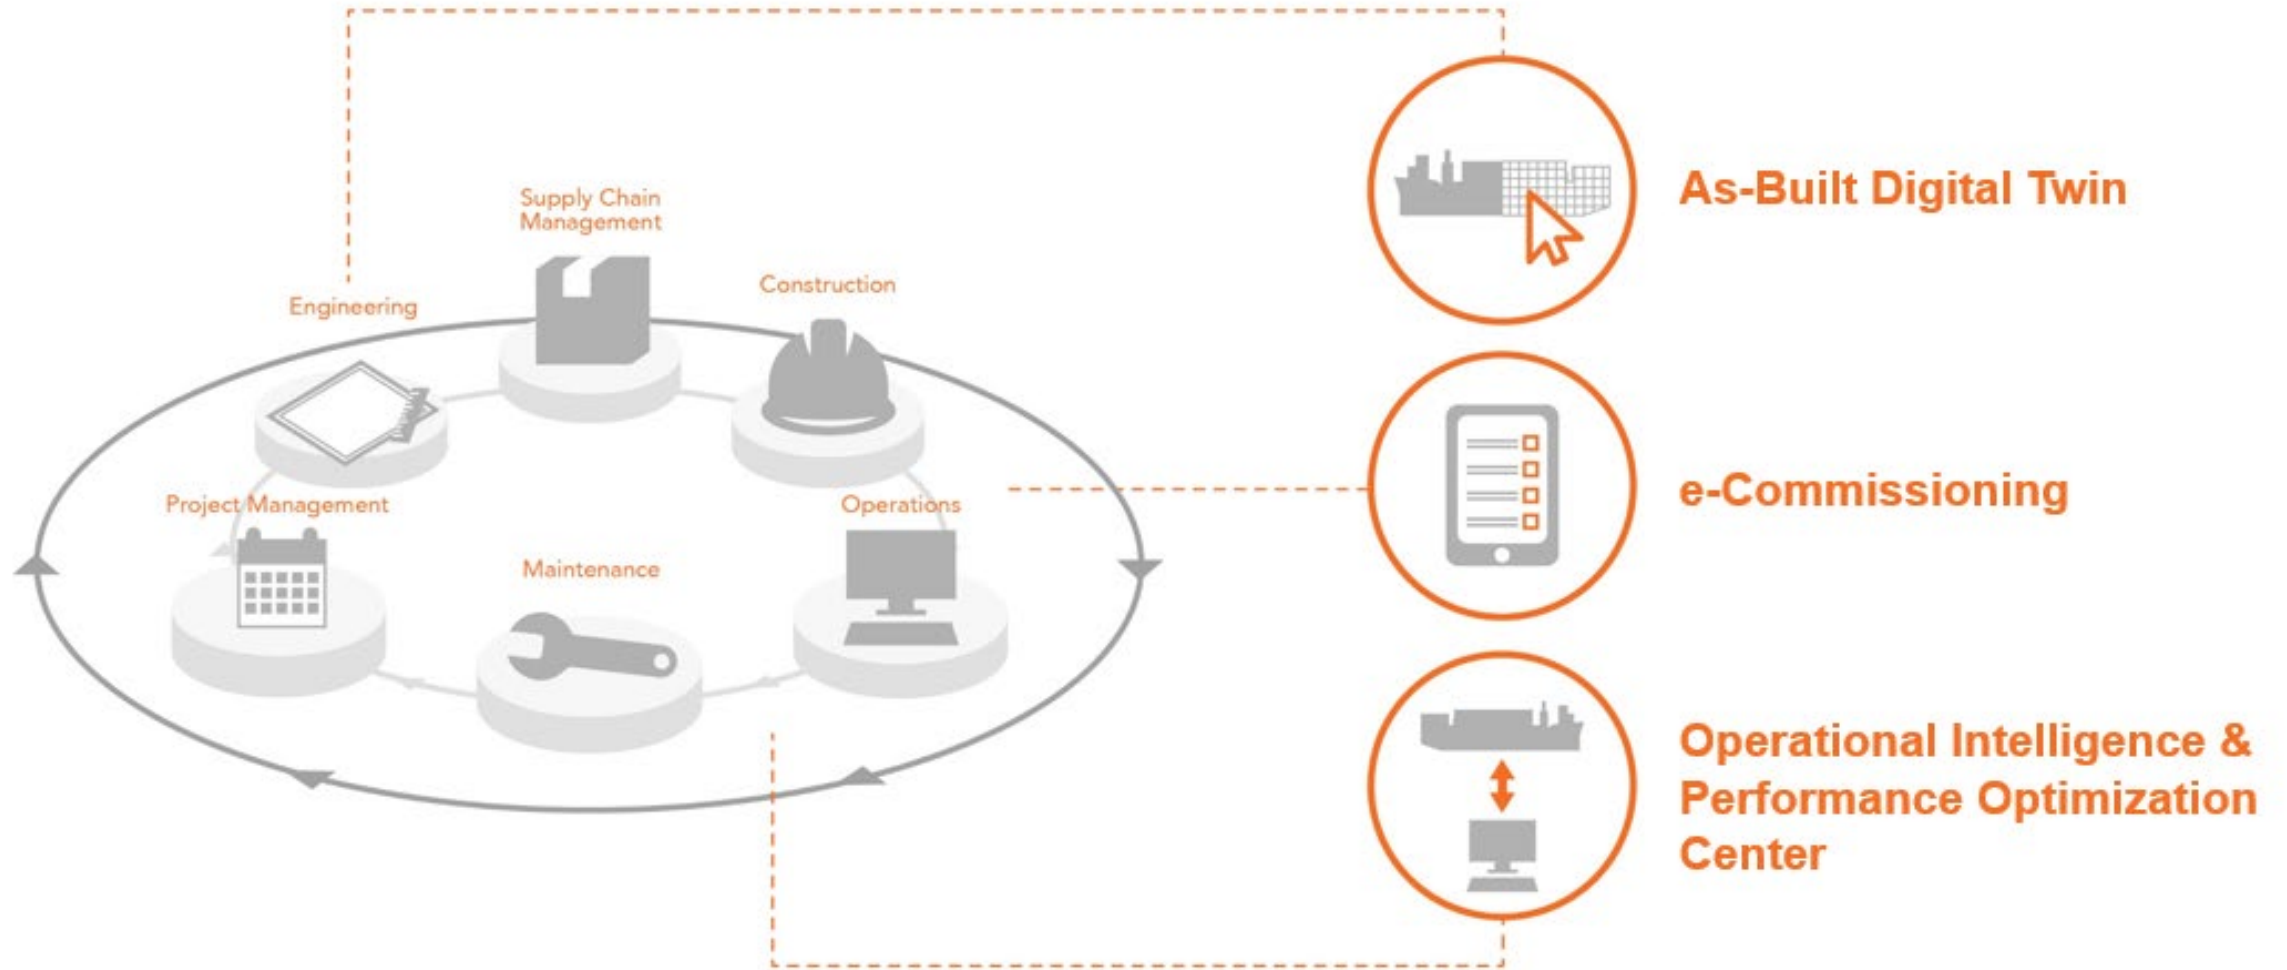 Supply Chain
Management
Construction
Engineering
Project Management
Operations
Maintenance
As-Built Digital Twin
e-Commissioning
Operational Intelligence &
Performance Optimization
Center